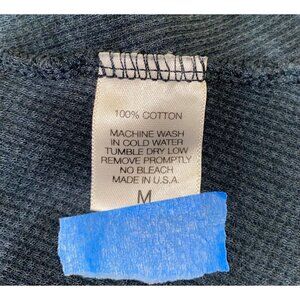 100% COTTON
MACHINE WASH
IN COLD WATER
TUMBLE DRY LOW
REMOVE PROMPTLY
NO BLEACH
MADE IN U.S.A.
M